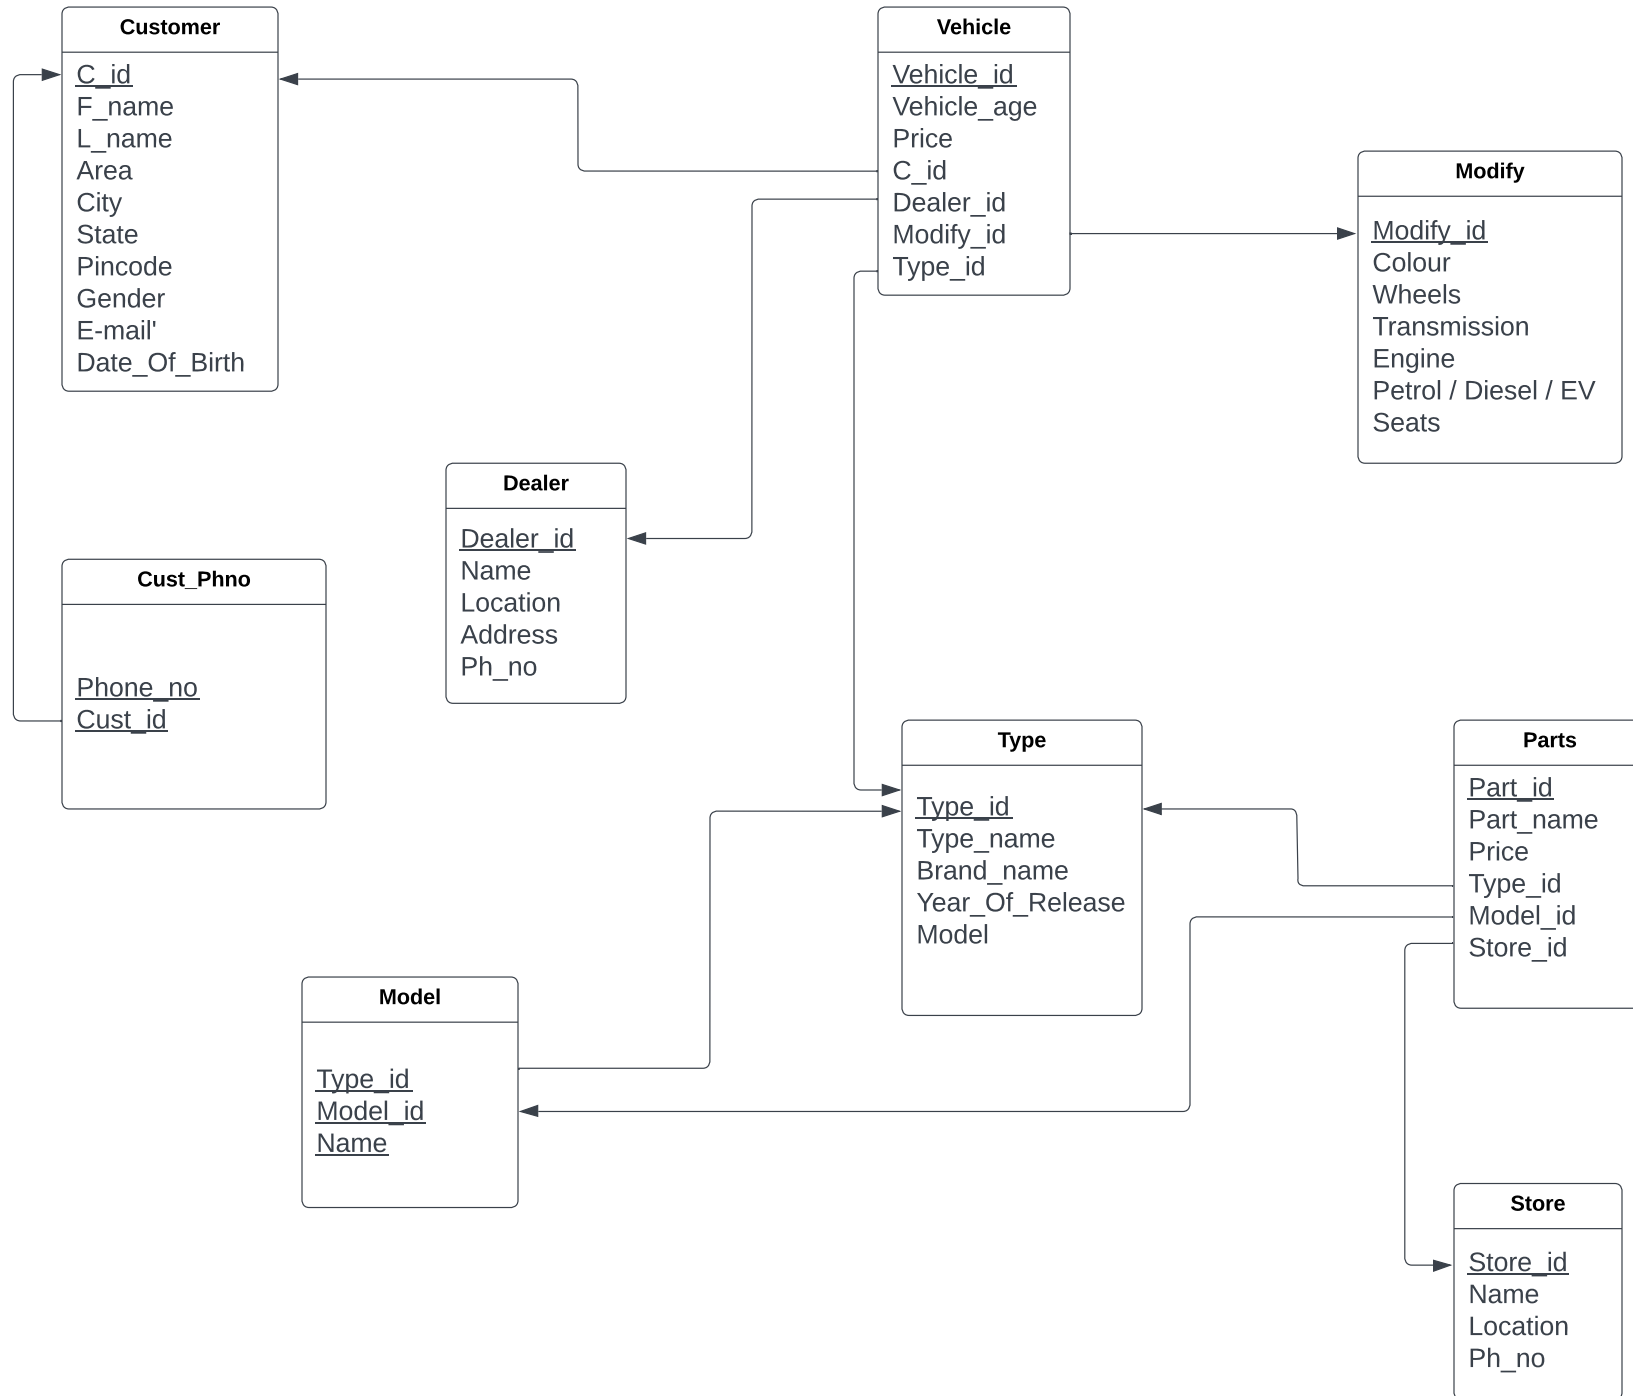 Customer
C_id
F_name
L_name
Area
City
State
Pincode
Gender
E-mail'
Date_Of_Birth
Vehicle
Vehicle_id
Vehicle_age
Price
C_id
Dealer_id
Modify_id
Type_id
Modify
Modify_id
Colour
Wheels
Transmission
Engine
Petrol / Diesel / EV
Seats
Dealer
Dealer_id
Name
Location
Address
Ph_no
Cust_Phno
Phone_no
Cust_id
Type
Type_id
Type_name
Brand_name
Year_Of_Release
Model
Parts
Part_id
Part_name
Price
Type_id
Model_id
Store_id
Model
Type_id
Model_id
Name
Store
Store_id
Name
Location
Ph_no